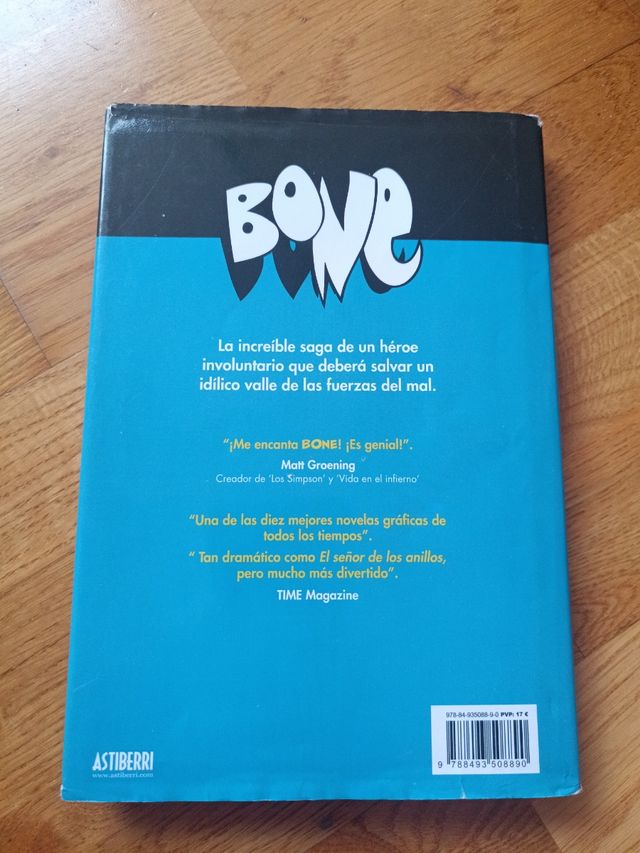 BONE
La increíble saga de un héroe
involuntario que deberá salvar un
idílico valle de las fuerzas del mal.
“¡Me encanta BONE! ¡Es genial!”.
Matt Groening
Creador de ‘Los Simpson’ y ‘Vida en el infierno’
“Una de las diez mejores novelas gráficas de
todos los tiempos”.
“ Tan dramático como El señor de los anillos,
pero mucho más divertido”.
TIME Magazine
978-84-935088-9-0 PVP: 17 €
9 788493 508890
ASTIBERRI
www.astiberri.com